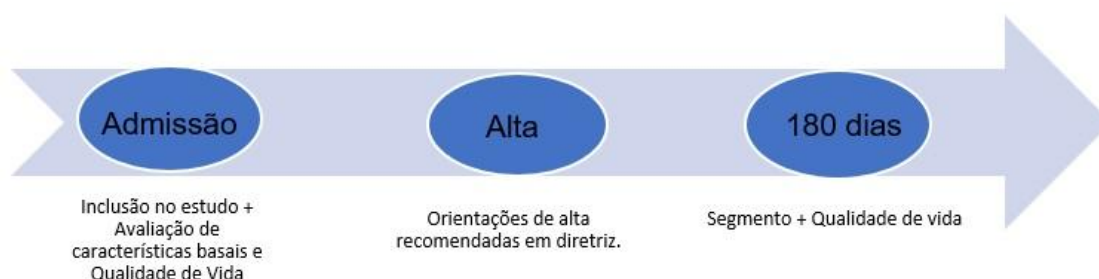 Admissão
Inclusão no estudo +
Avaliação de
características basais e
Qualidade de Vida
Alta
Orientações de alta
recomendadas em diretriz.
180 dias
Segmento + Qualidade de vida